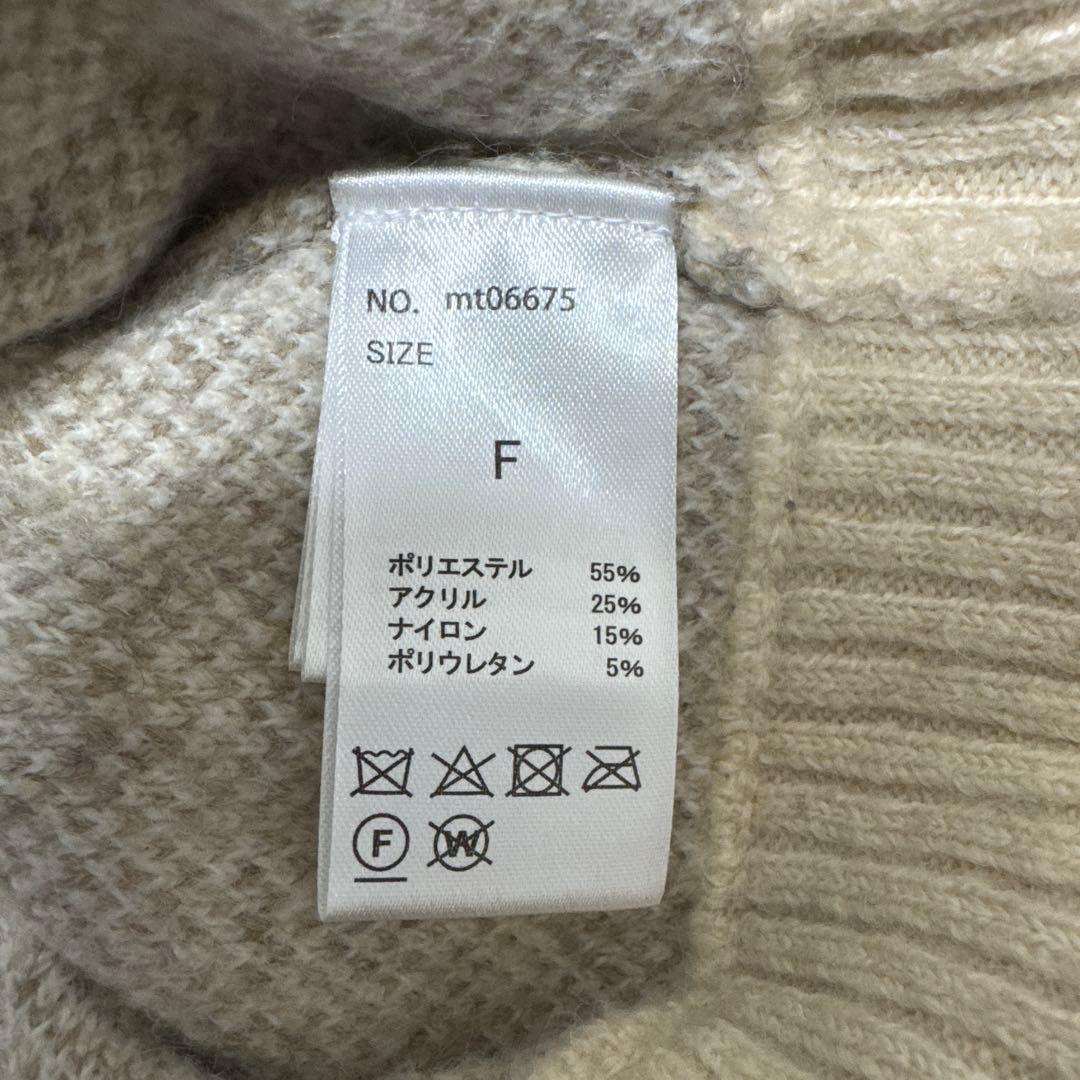 NO. mt06675
SIZE
F
ポリエステル 55%
アクリル 25%
ナイロン 15%
ポリウレタン 5%
F W